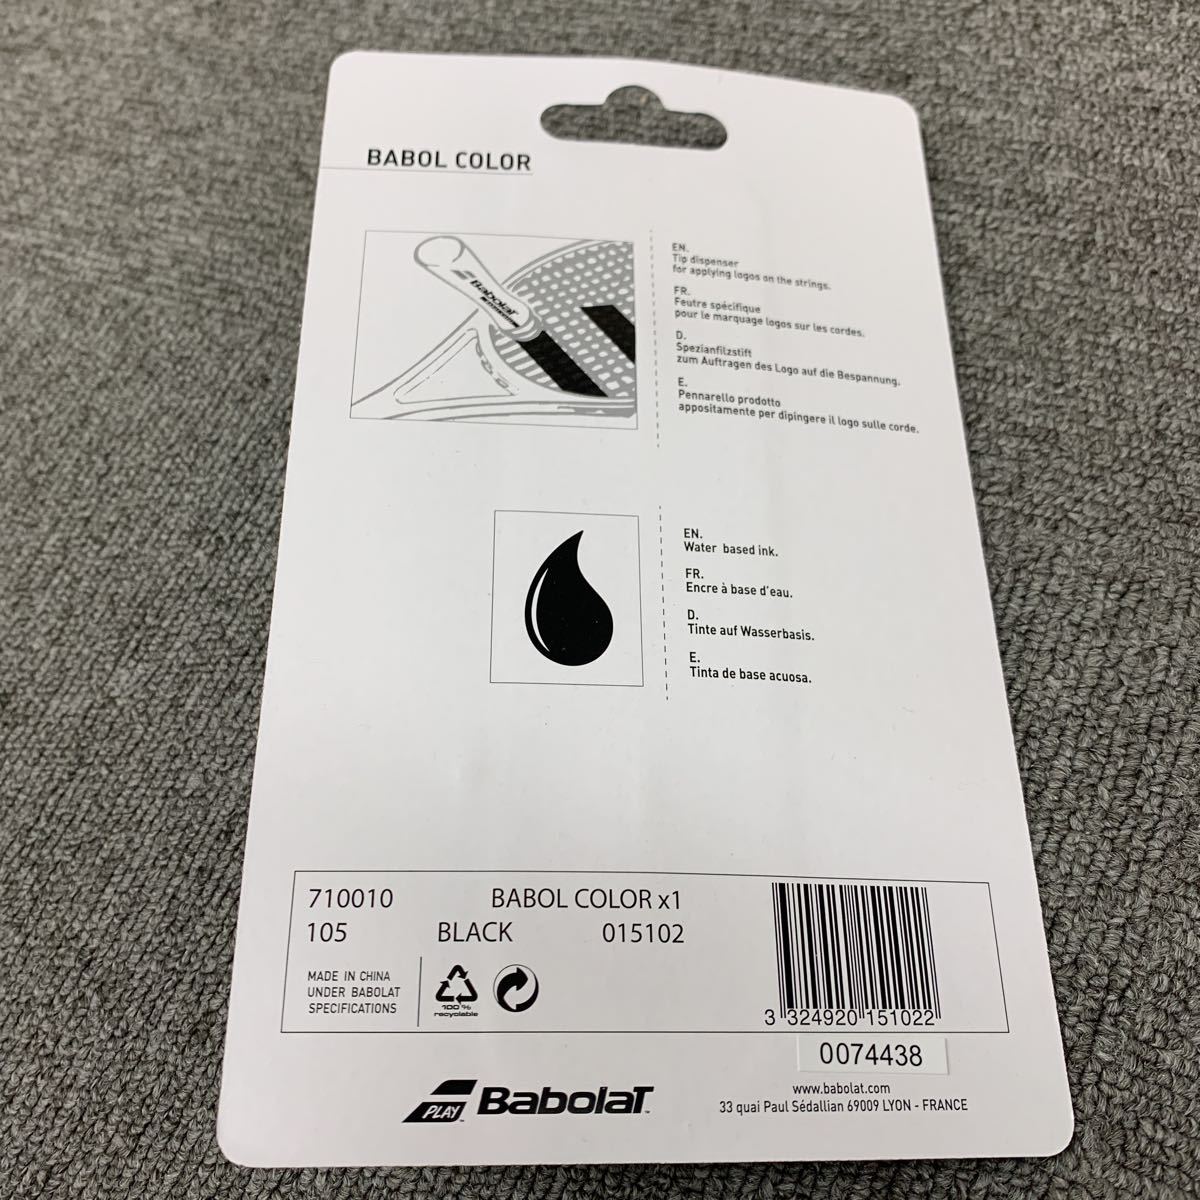 BABOL COLOR
Babolat
EN.
Tip dispenser
for applying logos on the strings.
FR.
Feutre spécifique
pour le marquage logos sur les cordes.
D.
Spezianfilzstift
zum Auftragen des Logo auf die Bespannung.
E.
Pennarello prodotto
appositamente per dipingere il logo sulle corde.
EN.
Water based ink.
FR.
Encre à base d'eau.
D.
Tinte auf Wasserbasis.
E.
Tinta de base acuosa.
710010 BABOL COLOR x1
105 BLACK 015102
MADE IN CHINA
UNDER BABOLAT
SPECIFICATIONS
100 %
recyclable
3 324920 151022
0074438
PLAY Babolat
www.babolat.com
33 quai Paul Sédallian 69009 LYON - FRANCE